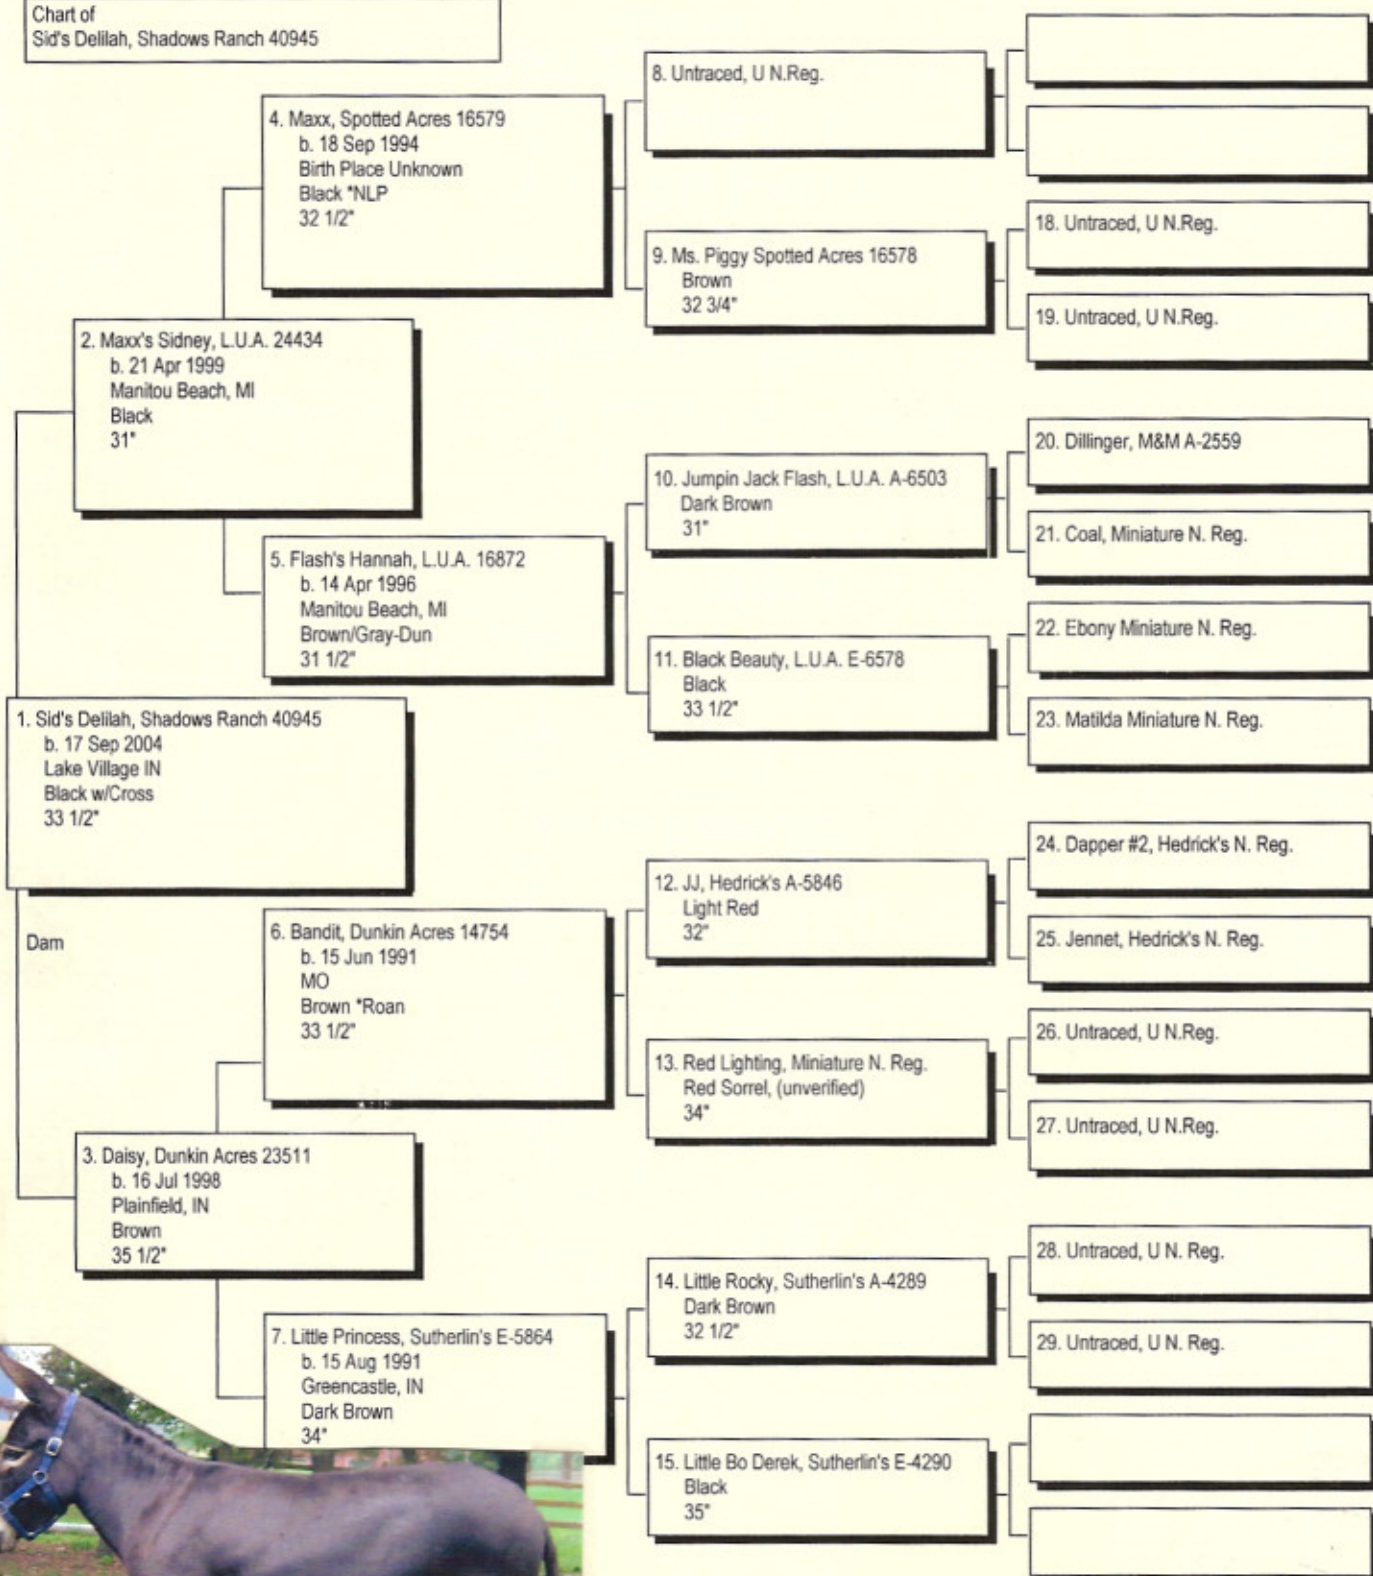 Chart of
Sid's Delilah, Shadows Ranch 40945
8. Untraced, U N.Reg.
4. Maxx, Spotted Acres 16579
b. 18 Sep 1994
Birth Place Unknown
Black *NLP
32 1/2"
18. Untraced, U N.Reg.
9. Ms. Piggy Spotted Acres 16578
Brown
32 3/4"
19. Untraced, U N.Reg.
2. Maxx's Sidney, L.U.A. 24434
b. 21 Apr 1999
Manitou Beach, MI
Black
31"
20. Dillinger, M&M A-2559
10. Jumpin Jack Flash, L.U.A. A-6503
Dark Brown
31"
21. Coal, Miniature N. Reg.
5. Flash's Hannah, L.U.A. 16872
b. 14 Apr 1996
Manitou Beach, MI
Brown/Gray-Dun
31 1/2"
22. Ebony Miniature N. Reg.
11. Black Beauty, L.U.A. E-6578
Black
33 1/2"
23. Matilda Miniature N. Reg.
1. Sid's Delilah, Shadows Ranch 40945
b. 17 Sep 2004
Lake Village IN
Black w/Cross
33 1/2"
24. Dapper #2, Hedrick's N. Reg.
12. JJ, Hedrick's A-5846
Light Red
32"
25. Jennet, Hedrick's N. Reg.
Dam
6. Bandit, Dunkin Acres 14754
b. 15 Jun 1991
MO
Brown *Roan
33 1/2"
26. Untraced, U N.Reg.
13. Red Lighting, Miniature N. Reg.
Red Sorrel, (unverified)
34"
27. Untraced, U N.Reg.
3. Daisy, Dunkin Acres 23511
b. 16 Jul 1998
Plainfield, IN
Brown
35 1/2"
28. Untraced, U N. Reg.
14. Little Rocky, Sutherlin's A-4289
Dark Brown
32 1/2"
29. Untraced, U N. Reg.
7. Little Princess, Sutherlin's E-5864
b. 15 Aug 1991
Greencastle, IN
Dark Brown
34"
15. Little Bo Derek, Sutherlin's E-4290
Black
35"